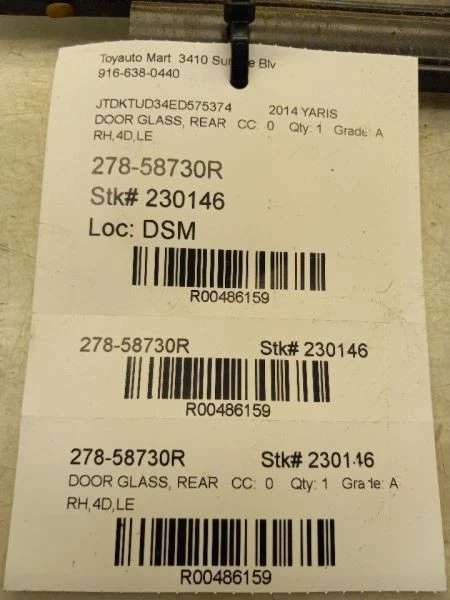 Toyauto Mart 3410 Blv
916-638-0440
JTDKTUD34ED575374 2014 YARIS
DOOR GLASS, REAR CC: 0 Qty: 1 Grade: A
RH,4D,LE
278-58730R
Stk# 230146
Loc: DSM
R00486159
278-58730R Stk# 230146
R00486159
278-58730R Stk# 230146
DOOR GLASS, REAR CC: 0 Qty: 1 Grade: A
RH,4D,LE
R00486159